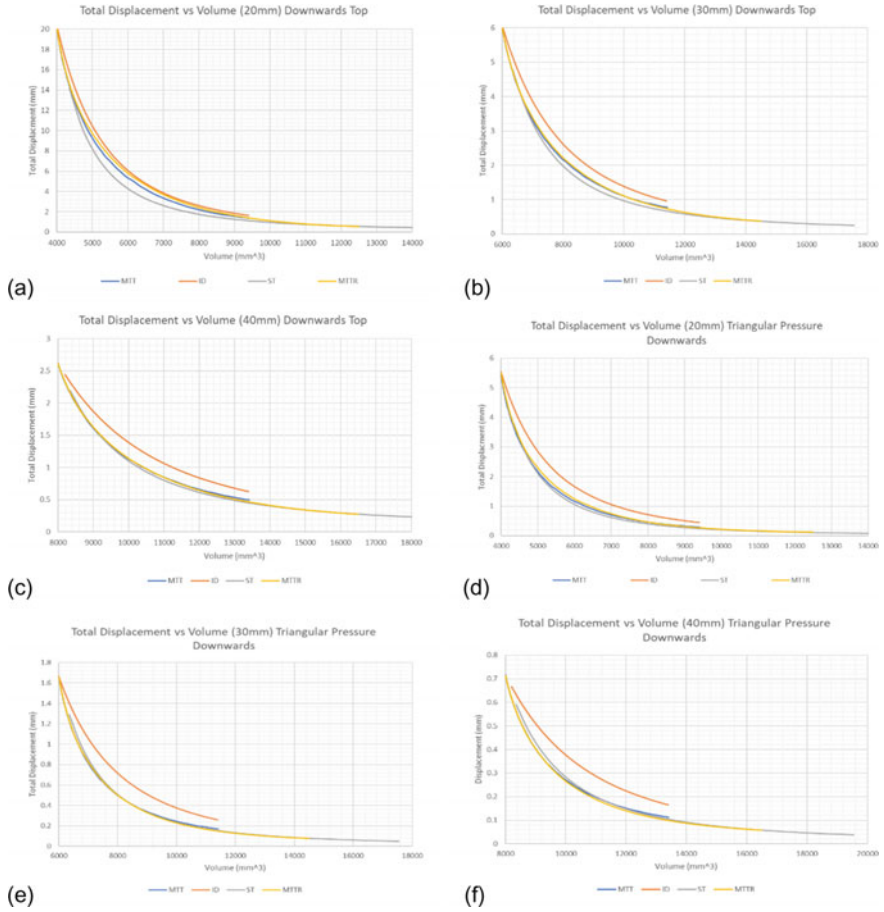 Total Displacement vs Volume (20mm) Downwards Top
Total Displacment (mm)
20
18
16
14
12
10
8
6
4
2
0
4000 5000 6000 7000 8000 9000 10000 11000 12000 13000 14000
Volume (mm^3)
MTT ID ST MTTR
(a)
Total Displacement vs Volume (30mm) Downwards Top
Total Displacement (mm)
6
5
4
3
2
1
0
6000 8000 10000 12000 14000 16000 18000
Volume (mm^3)
MTT ID ST MTTR
(b)
Total Displacement vs Volume (40mm) Downwards Top
Total Displacement (mm)
3
2.5
2
1.5
1
0.5
0
8000 9000 10000 11000 12000 13000 14000 15000 16000 17000 18000
Volume (mm^3)
MTT ID ST MTTR
(c)
Total Displacement vs Volume (20mm) Triangular Pressure
Downwards
Total Displacment (mm)
6
5
4
3
2
1
0
4000 5000 6000 7000 8000 9000 10000 11000 12000 13000 14000
Volume (mm^3)
MTT ID ST MTTR
(d)
Total Displacement vs Volume (30mm) Triangular Pressure
Downwards
Total Displacement (mm)
1.8
1.6
1.4
1.2
1
0.8
0.6
0.4
0.2
0
6000 8000 10000 12000 14000 16000 18000
Volume (mm^3)
MTT ID ST MTTR
(e)
Total Displacement vs Volume (40mm) Triangular Pressure
Downwards
Displacement (mm)
0.8
0.7
0.6
0.5
0.4
0.3
0.2
0.1
0
8000 10000 12000 14000 16000 18000 20000
Volume (mm^3)
MTT ID ST MTTR
(f)